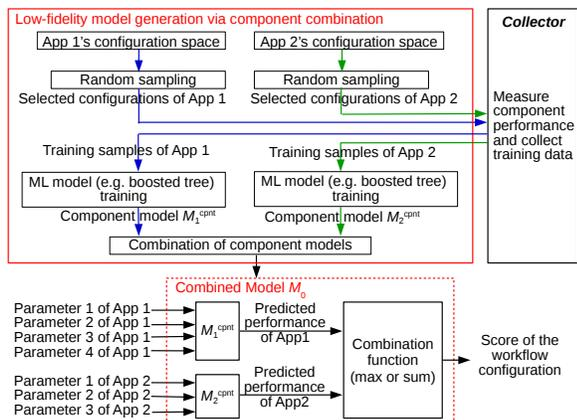 Low-fidelity model generation via component combination
App 1's configuration space
App 2's configuration space
Random sampling
Random sampling
Selected configurations of App 1
Selected configurations of App 2
Collector
Measure
component
performance
and collect
training data
Training samples of App 1
Training samples of App 2
ML model (e.g. boosted tree)
training
ML model (e.g. boosted tree)
training
Component model M₁ᶜᵖⁿᵗ
Component model M₂ᶜᵖⁿᵗ
Combination of component models
Combined Model M₀
Parameter 1 of App 1
Parameter 2 of App 1
Parameter 3 of App 1
Parameter 4 of App 1
M₁ᶜᵖⁿᵗ
Predicted
performance
of App1
Parameter 1 of App 2
Parameter 2 of App 2
Parameter 3 of App 2
M₂ᶜᵖⁿᵗ
Predicted
performance
of App2
Combination
function
(max or sum)
Score of the
workflow
configuration